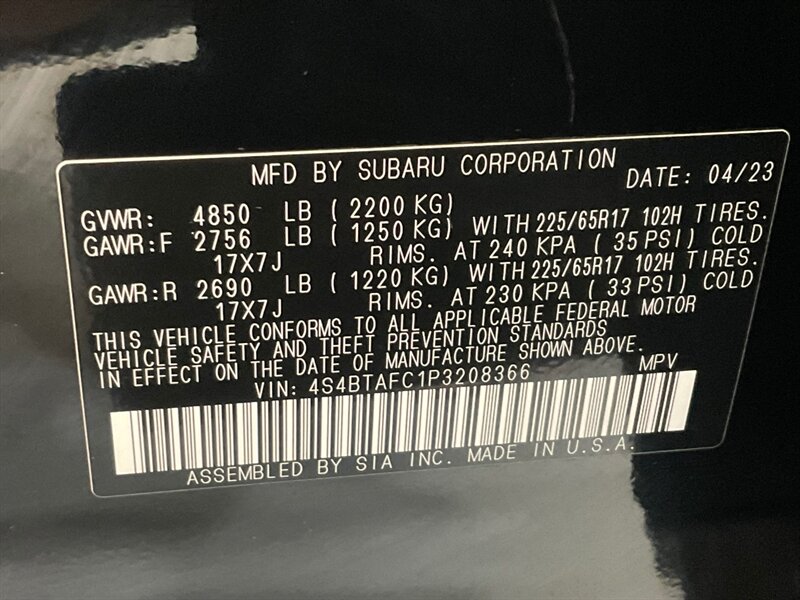 MFD BY SUBARU CORPORATION DATE: 04/23
GVWR: 4850 LB ( 2200 KG)
GAWR:F 2756 LB ( 1250 KG) WITH 225/65R17 102H TIRES.
17X7J RIMS. AT 240 KPA ( 35 PSI) COLD
GAWR:R 2690 LB ( 1220 KG) WITH 225/65R17 102H TIRES.
17X7J RIMS. AT 230 KPA ( 33 PSI) COLD
THIS VEHICLE CONFORMS TO ALL APPLICABLE FEDERAL MOTOR
VEHICLE SAFETY AND THEFT PREVENTION STANDARDS
IN EFFECT ON THE DATE OF MANUFACTURE SHOWN ABOVE.
VIN: 4S4BTAFC1P3208366 MPV
ASSEMBLED BY SIA INC. MADE IN U.S.A.